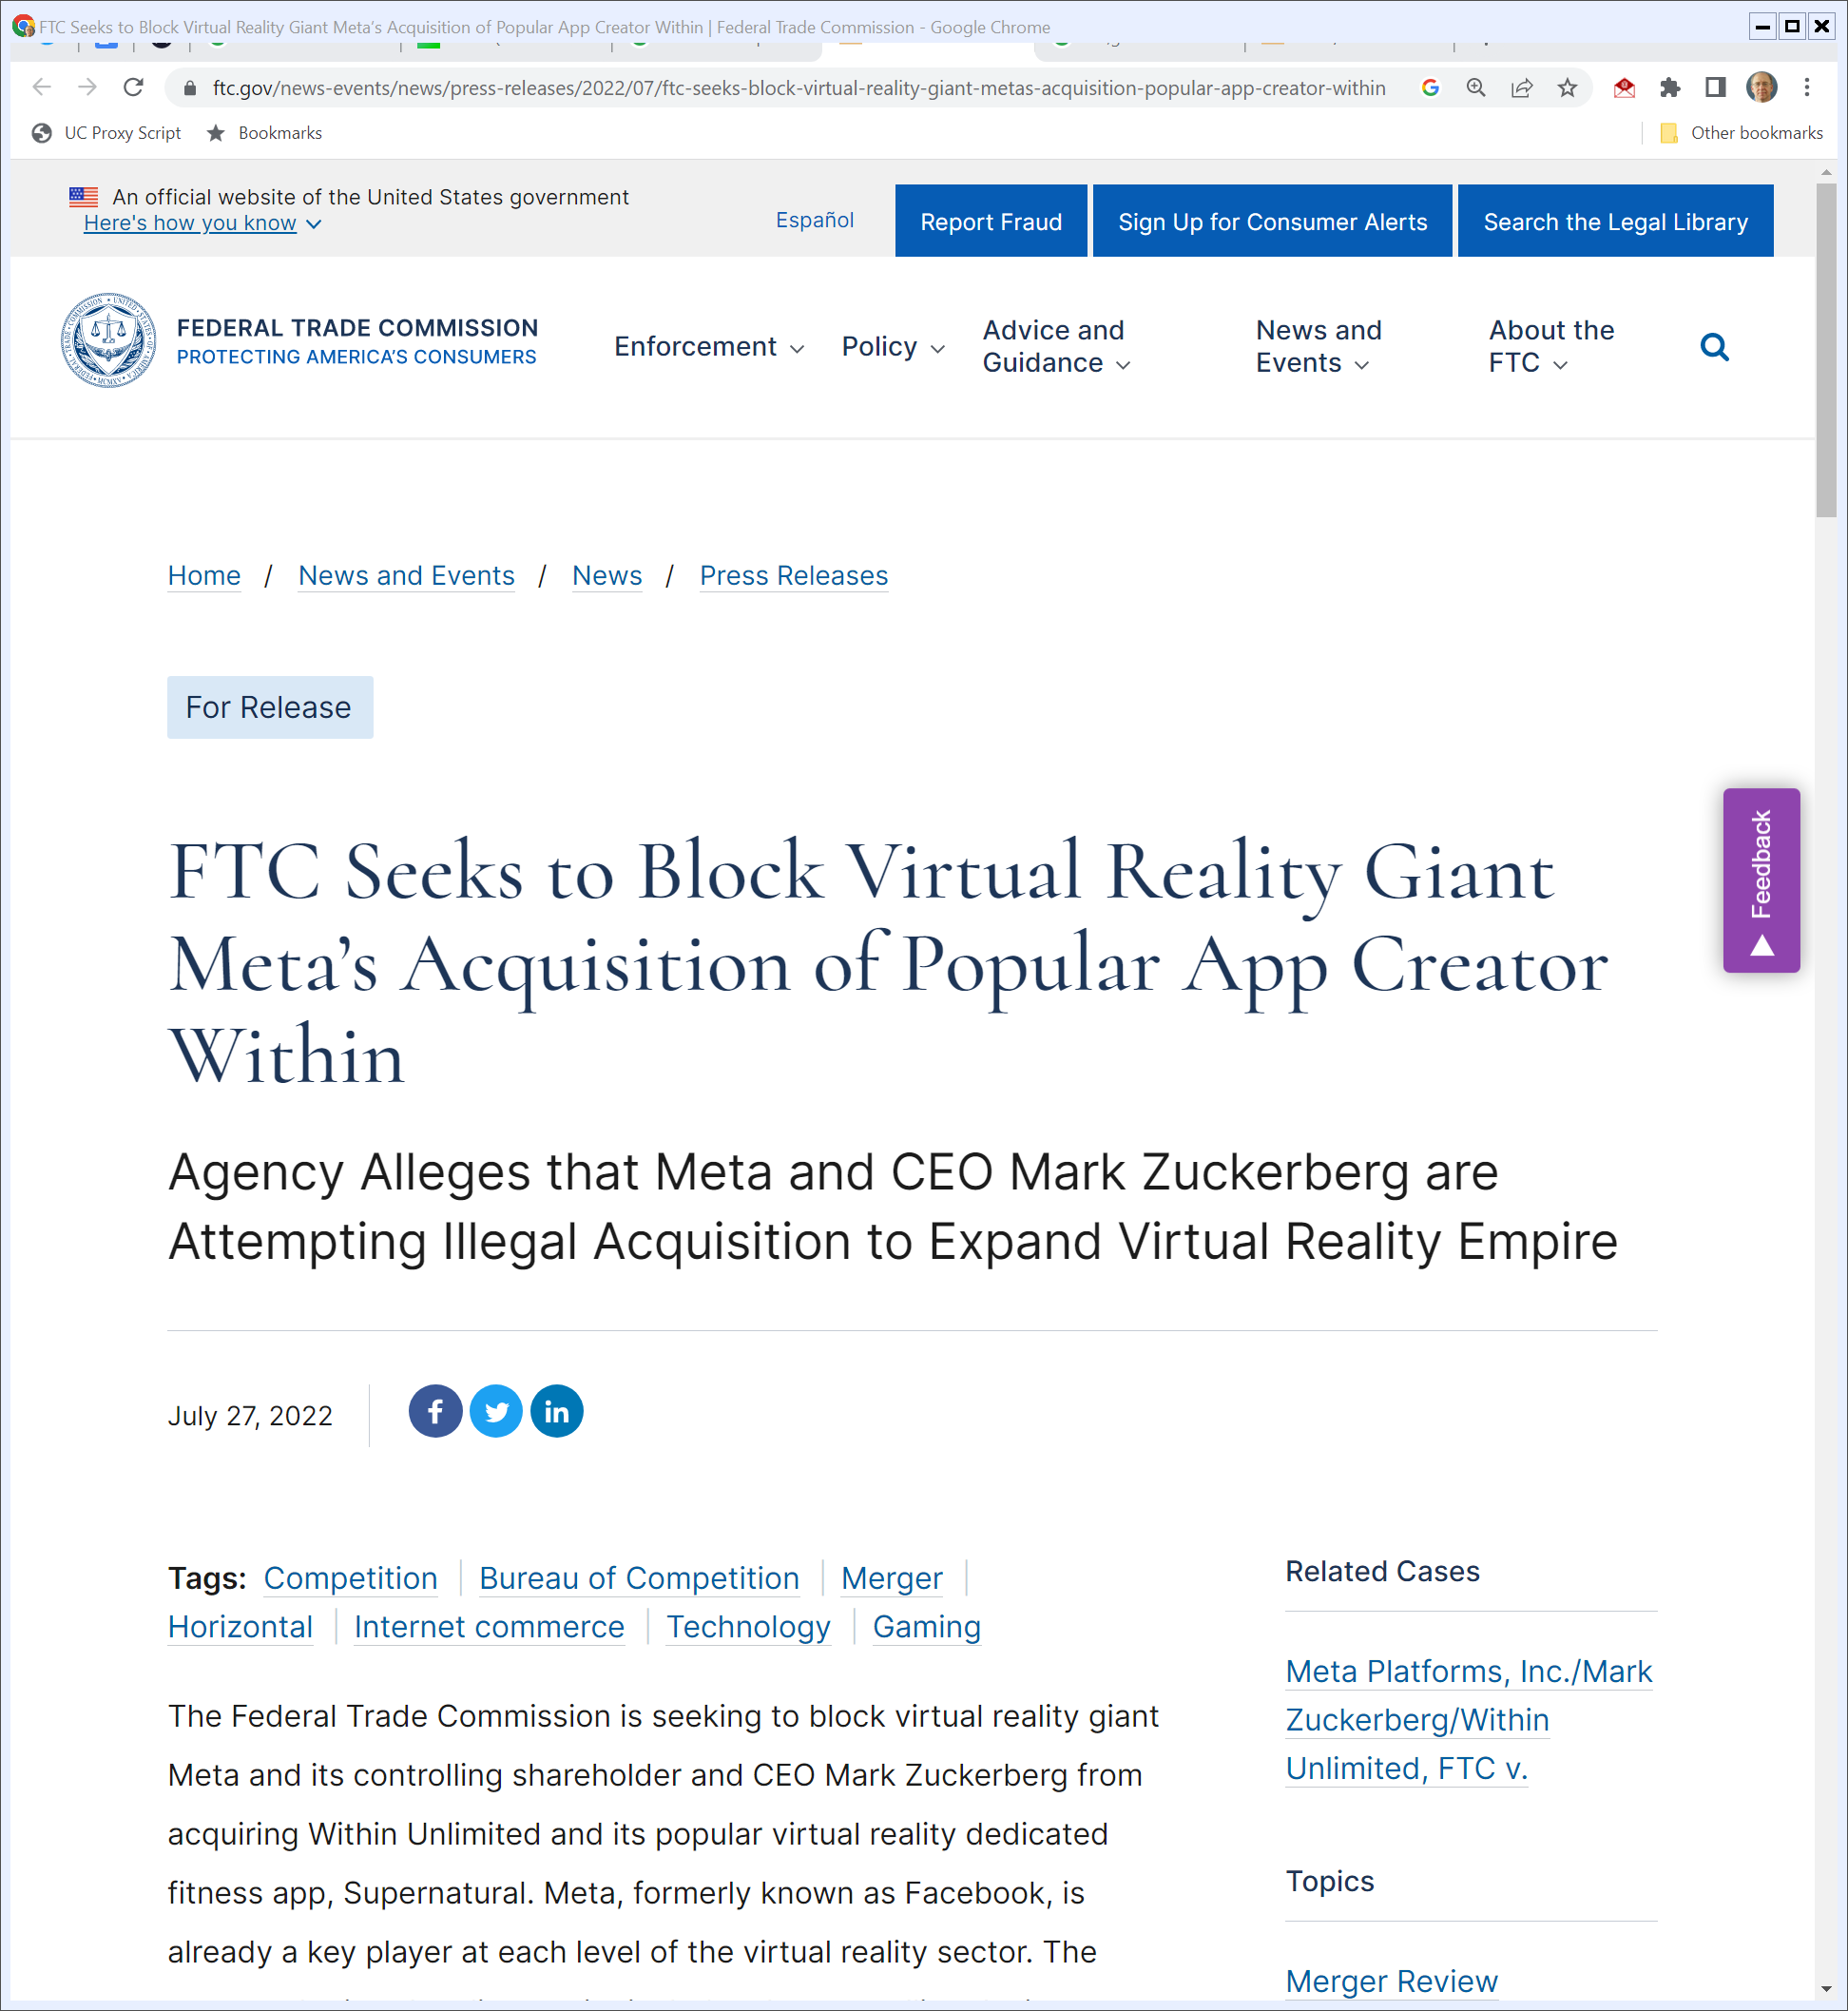 FTC Seeks to Block Virtual Reality Giant Meta's Acquisition of Popular App Creator Within | Federal Trade Commission - Google Chrome
ftc.gov/news-events/news/press-releases/2022/07/ftc-seeks-block-virtual-reality-giant-metas-acquisition-popular-app-creator-within
UC Proxy Script Bookmarks Other bookmarks
An official website of the United States government
Here's how you know
Español
Report Fraud
Sign Up for Consumer Alerts
Search the Legal Library
FEDERAL TRADE COMMISSION
PROTECTING AMERICA'S CONSUMERS
Enforcement
Policy
Advice and
Guidance
News and
Events
About the
FTC
Home / News and Events / News / Press Releases
For Release
Feedback
FTC Seeks to Block Virtual Reality Giant
Meta’s Acquisition of Popular App Creator
Within
Agency Alleges that Meta and CEO Mark Zuckerberg are
Attempting Illegal Acquisition to Expand Virtual Reality Empire
July 27, 2022
Tags: Competition | Bureau of Competition | Merger |
Horizontal | Internet commerce | Technology | Gaming
The Federal Trade Commission is seeking to block virtual reality giant
Meta and its controlling shareholder and CEO Mark Zuckerberg from
acquiring Within Unlimited and its popular virtual reality dedicated
fitness app, Supernatural. Meta, formerly known as Facebook, is
already a key player at each level of the virtual reality sector. The
Related Cases
Meta Platforms, Inc./Mark
Zuckerberg/Within
Unlimited, FTC v.
Topics
Merger Review